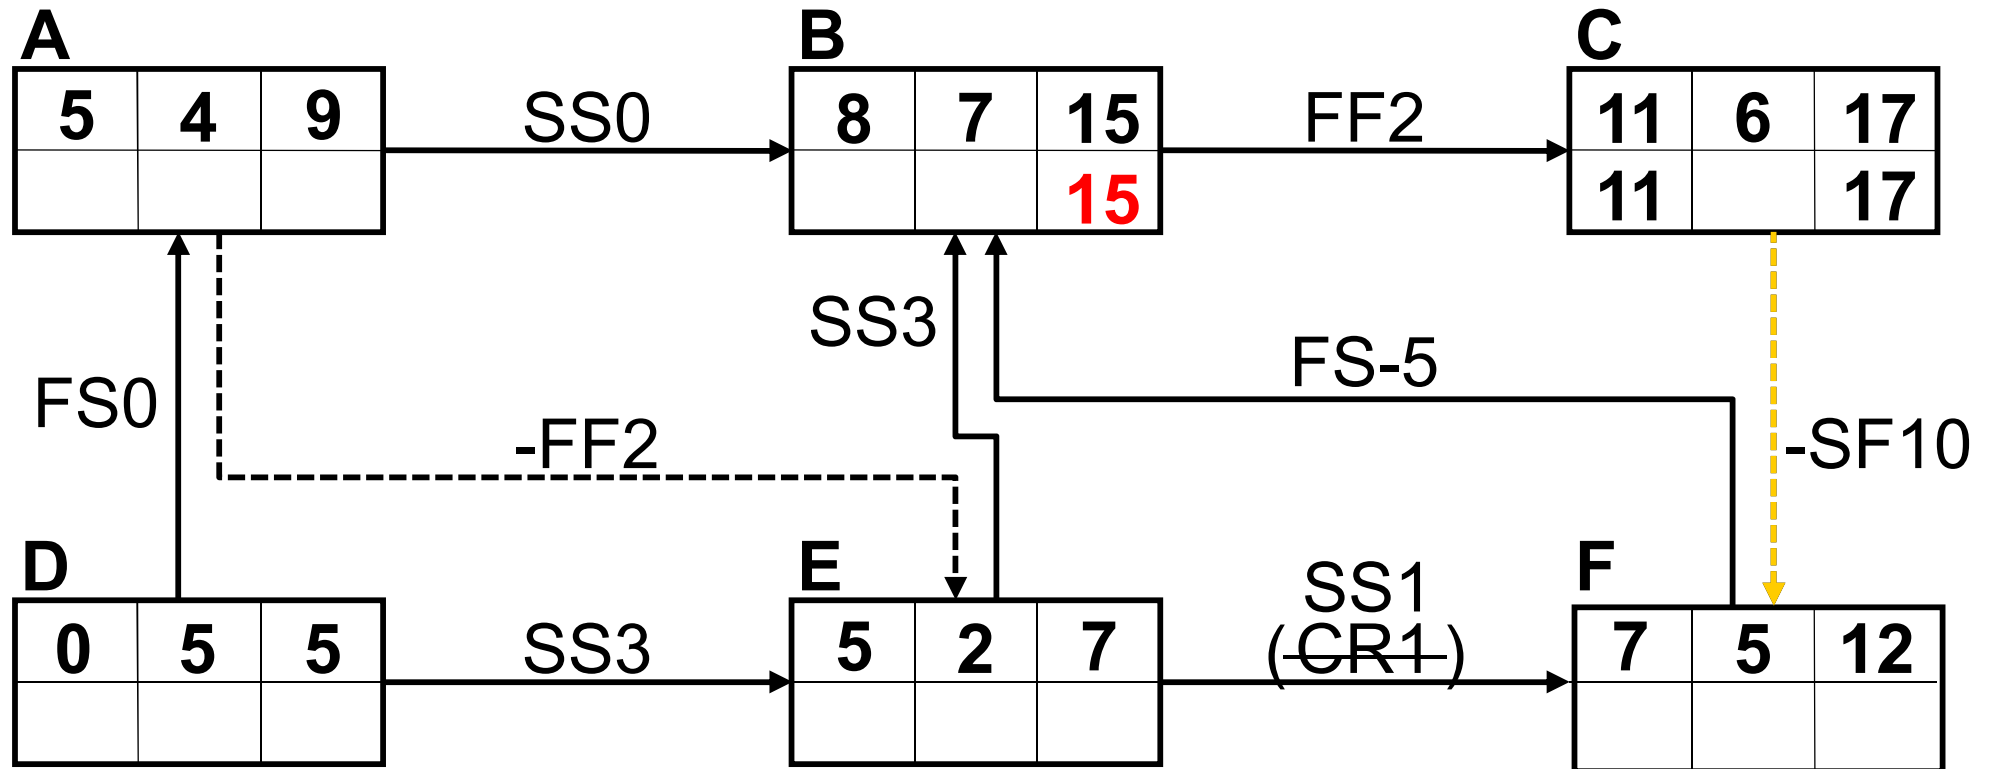 A B C
5 4 9 SS0 8 7 15 FF2 11 6 17
15 11 17
SS3
FS-5
FS0
-FF2 -SF10
D E SS1 F
0 5 5 SS3 5 2 7 (CR1) 7 5 12